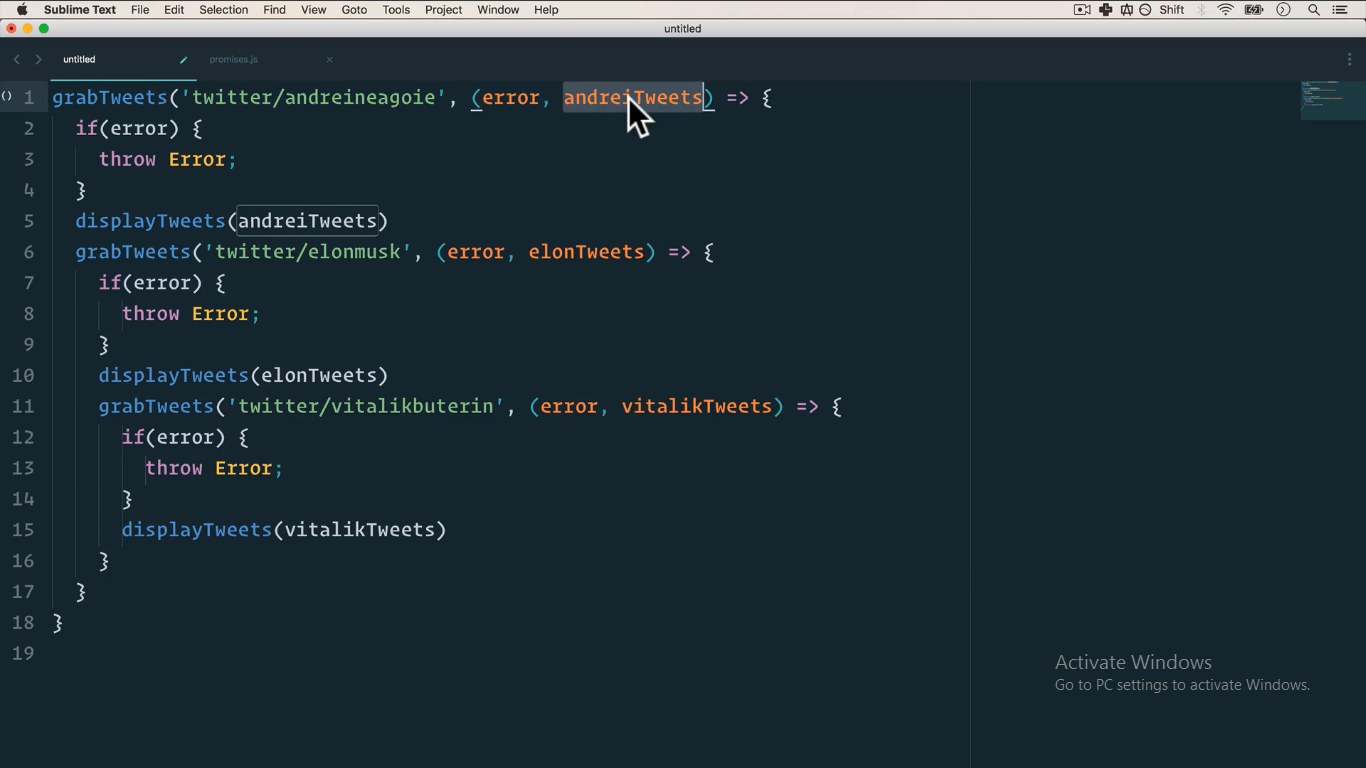 Sublime Text File Edit Selection Find View Goto Tools Project Window Help Shift
untitled
untitled promises.js
1 grabTweets('twitter/andreineagoie', (error, andreiTweets) => {
2 if(error) {
3 throw Error;
4 }
5 displayTweets(andreiTweets)
6 grabTweets('twitter/elonmusk', (error, elonTweets) => {
7 if(error) {
8 throw Error;
9 }
10 displayTweets(elonTweets)
11 grabTweets('twitter/vitalikbuterin', (error, vitalikTweets) => {
12 if(error) {
13 throw Error;
14 }
15 displayTweets(vitalikTweets)
16 }
17 }
18 }
19
Activate Windows
Go to PC settings to activate Windows.